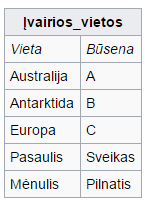 Įvairios_vietos
Vieta Būsena
Australija A
Antarktida B
Europa C
Pasaulis Sveikas
Mėnulis Pilnatis